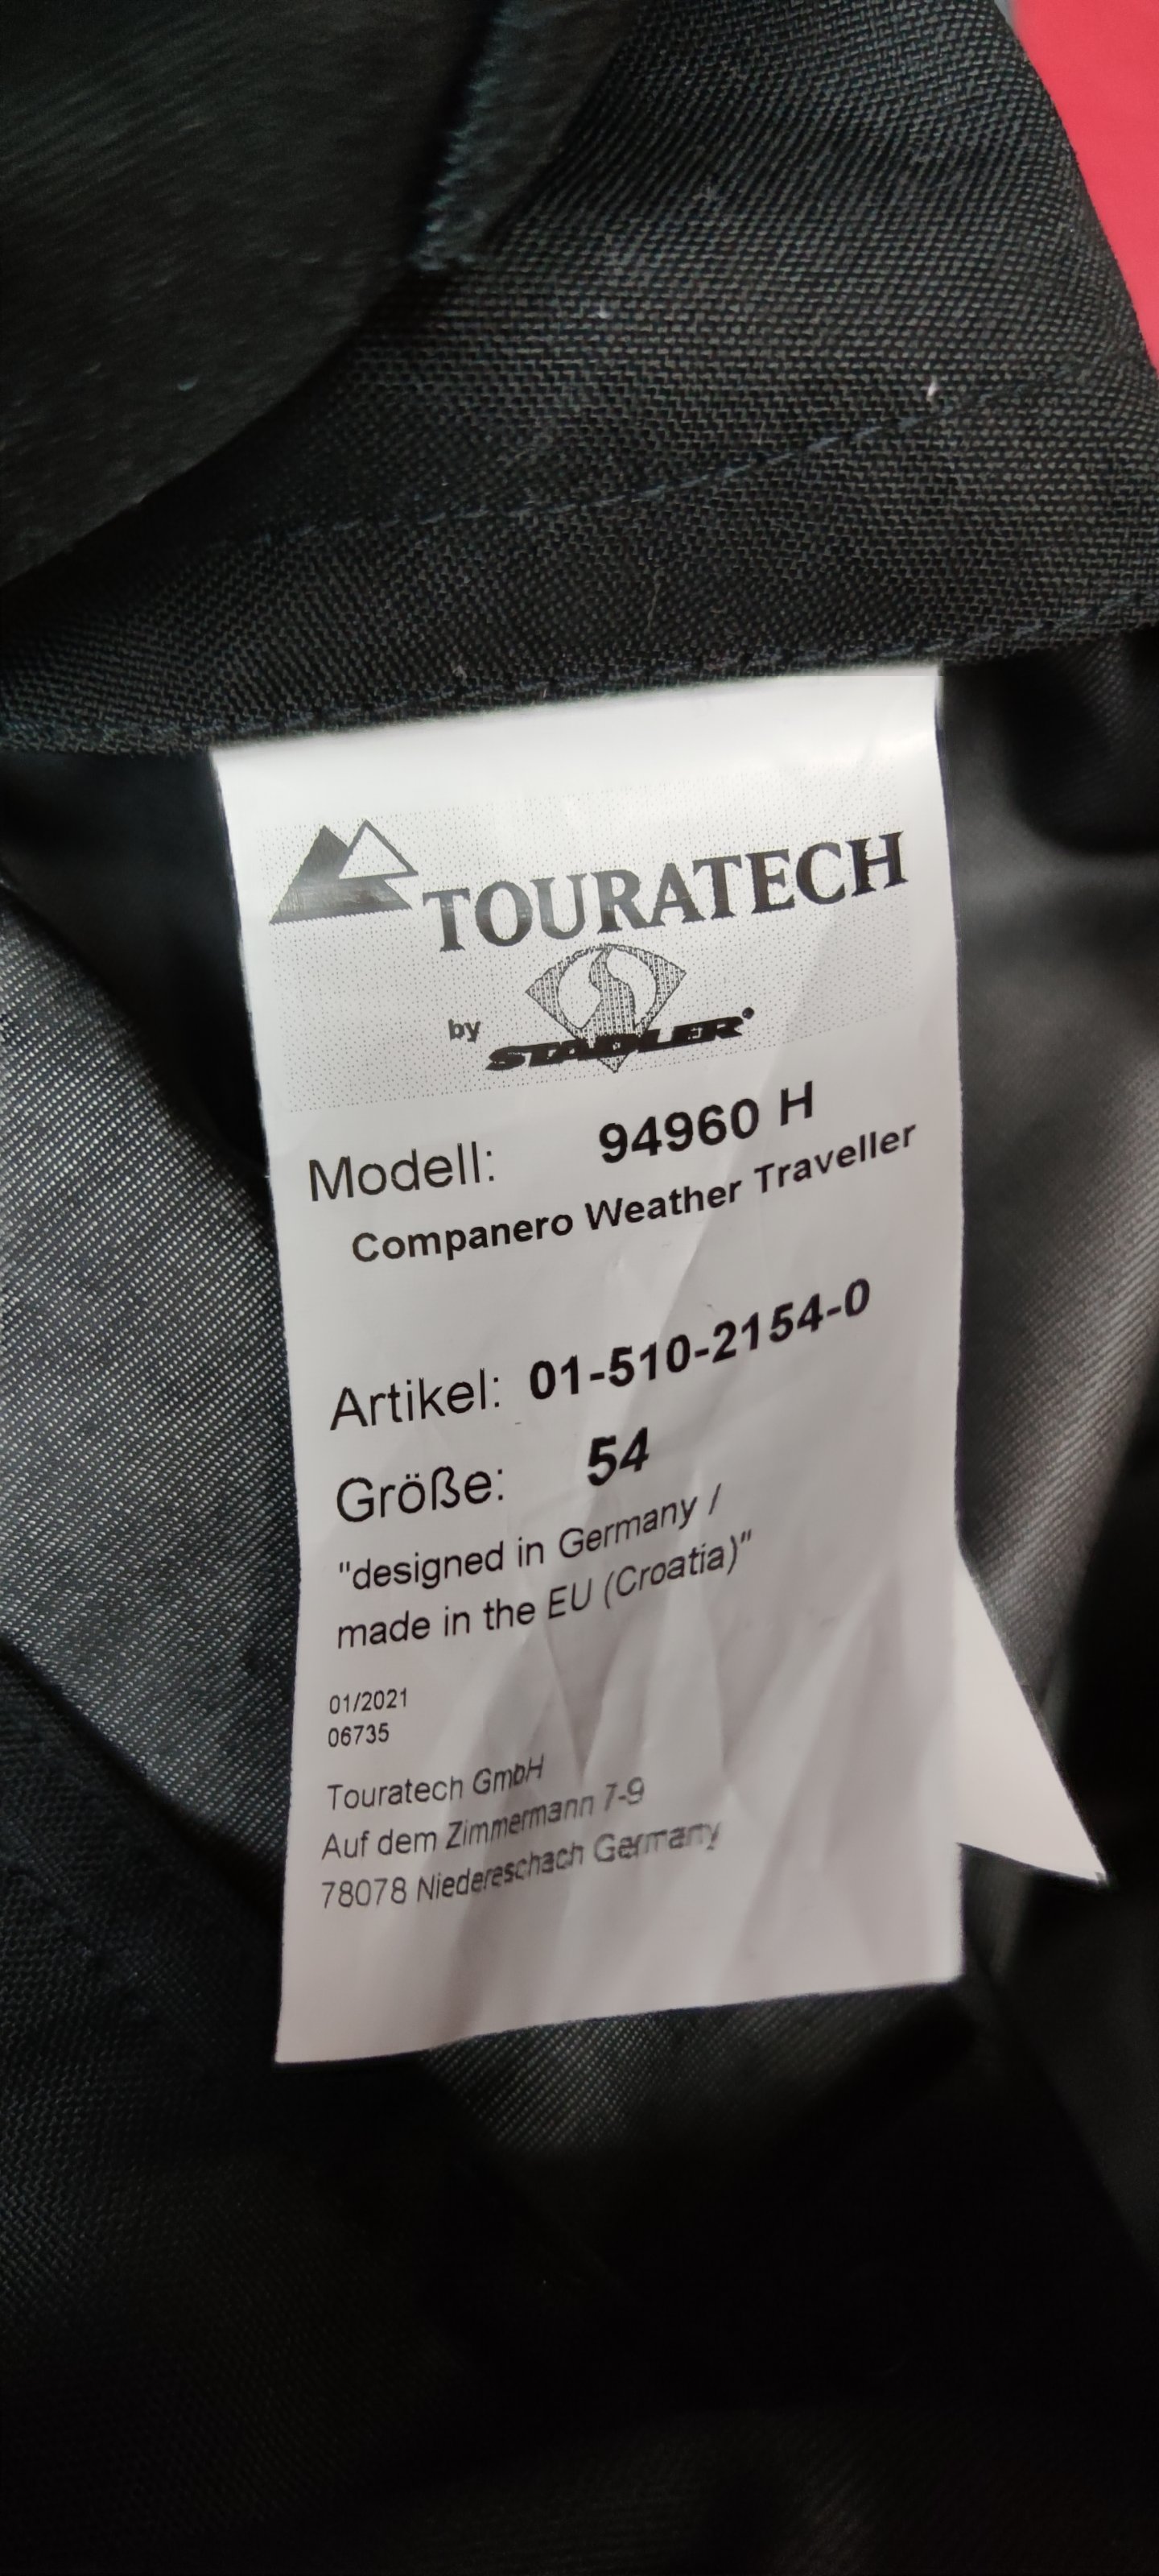 TOURATECH
by STADLER
Modell: 94960 H
Companero Weather Traveller
Artikel: 01-510-2154-0
Größe: 54
"designed in Germany /
made in the EU (Croatia)"
01/2021
06735
Touratech GmbH
Auf dem Zimmermann 7-9
78078 Niedereschach Germany